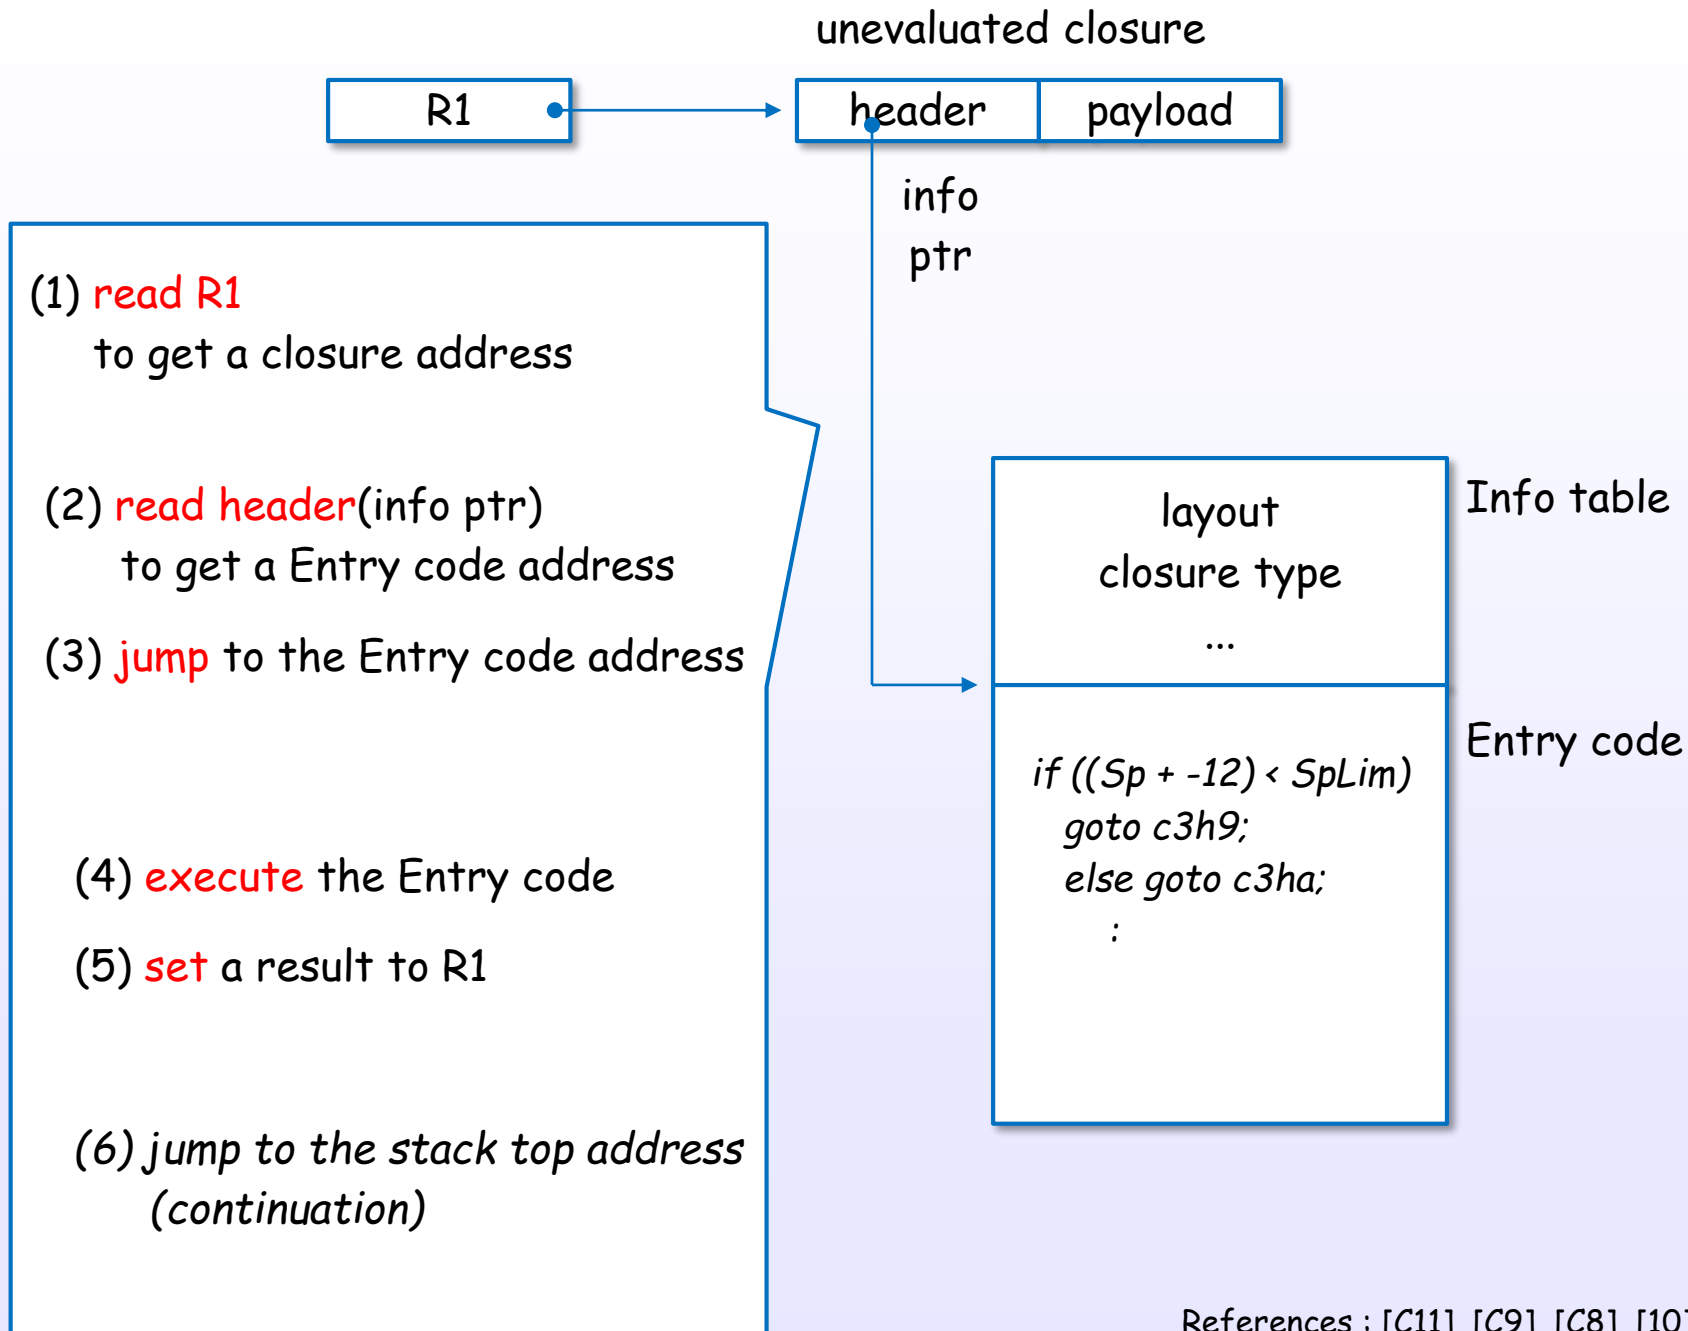 unevaluated closure
R1
header
payload
info
ptr
(1) read R1
to get a closure address
(2) read header(info ptr)
to get a Entry code address
(3) jump to the Entry code address
(4) execute the Entry code
(5) set a result to R1
(6) jump to the stack top address
(continuation)
layout
closure type
...
Info table
if ((Sp + -12) < SpLim)
goto c3h9;
else goto c3ha;
:
Entry code
References : [C11], [C9], [C8], [10]